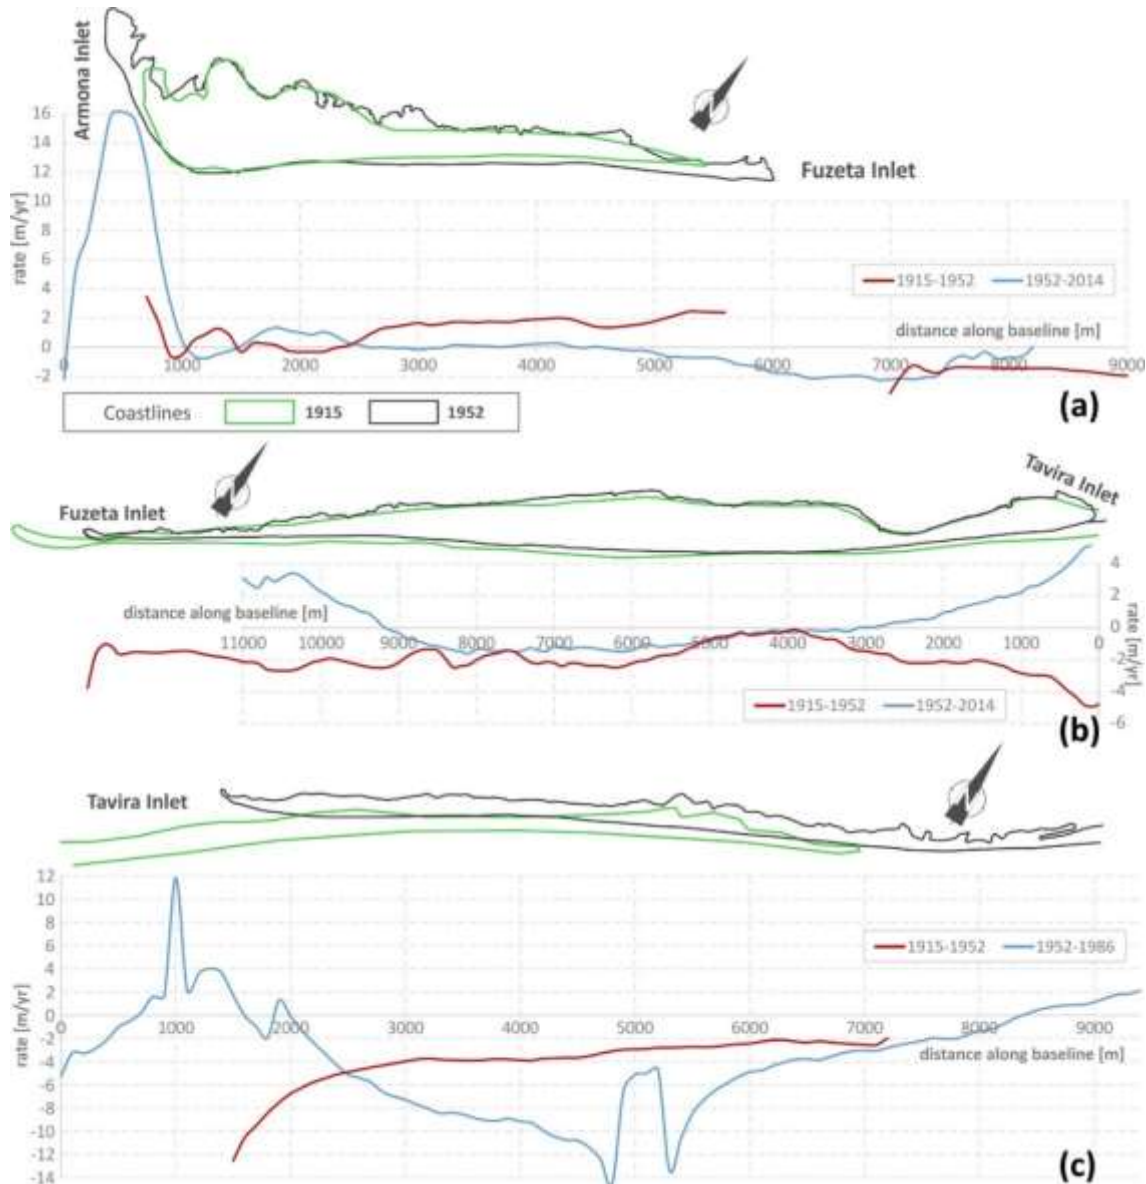 Armona Inlet
Fuzeta Inlet
16
14
12
10
8
6
4
2
0
-2
rate [m/yr]
1915-1952 1952-2014
distance along baseline [m]
0 1000 2000 3000 4000 5000 6000 7000 8000 9000
(a)
Coastlines 1915 1952
Fuzeta Inlet
Tavira Inlet
distance along baseline [m]
11000 10000 9000 8000 7000 6000 5000 4000 3000 2000 1000 0
4
2
0
-2
-4
-6
rate [m/yr]
1915-1952 1952-2014
(b)
Tavira Inlet
12
10
8
6
4
2
0
-2
-4
-6
-8
-10
-12
-14
rate [m/yr]
1915-1952 1952-1986
0 1000 2000 3000 4000 5000 6000 7000 8000 9000
distance along baseline [m]
(c)